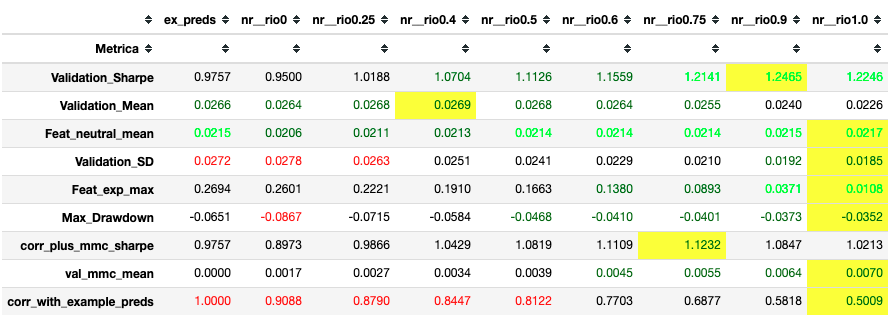 ex_preds nr__rio0 nr__rio0.25 nr__rio0.4 nr__rio0.5 nr__rio0.6 nr__rio0.75 nr__rio0.9 nr__rio1.0
Metrica
Validation_Sharpe 0.9757 0.9500 1.0188 1.0704 1.1126 1.1559 1.2141 1.2465 1.2246
Validation_Mean 0.0266 0.0264 0.0268 0.0269 0.0268 0.0264 0.0255 0.0240 0.0226
Feat_neutral_mean 0.0215 0.0206 0.0211 0.0213 0.0214 0.0214 0.0214 0.0215 0.0217
Validation_SD 0.0272 0.0278 0.0263 0.0251 0.0241 0.0229 0.0210 0.0192 0.0185
Feat_exp_max 0.2694 0.2601 0.2221 0.1910 0.1663 0.1380 0.0893 0.0371 0.0108
Max_Drawdown -0.0651 -0.0867 -0.0715 -0.0584 -0.0468 -0.0410 -0.0401 -0.0373 -0.0352
corr_plus_mmc_sharpe 0.9757 0.8973 0.9866 1.0429 1.0819 1.1109 1.1232 1.0847 1.0213
val_mmc_mean 0.0000 0.0017 0.0027 0.0034 0.0039 0.0045 0.0055 0.0064 0.0070
corr_with_example_preds 1.0000 0.9088 0.8790 0.8447 0.8122 0.7703 0.6877 0.5818 0.5009